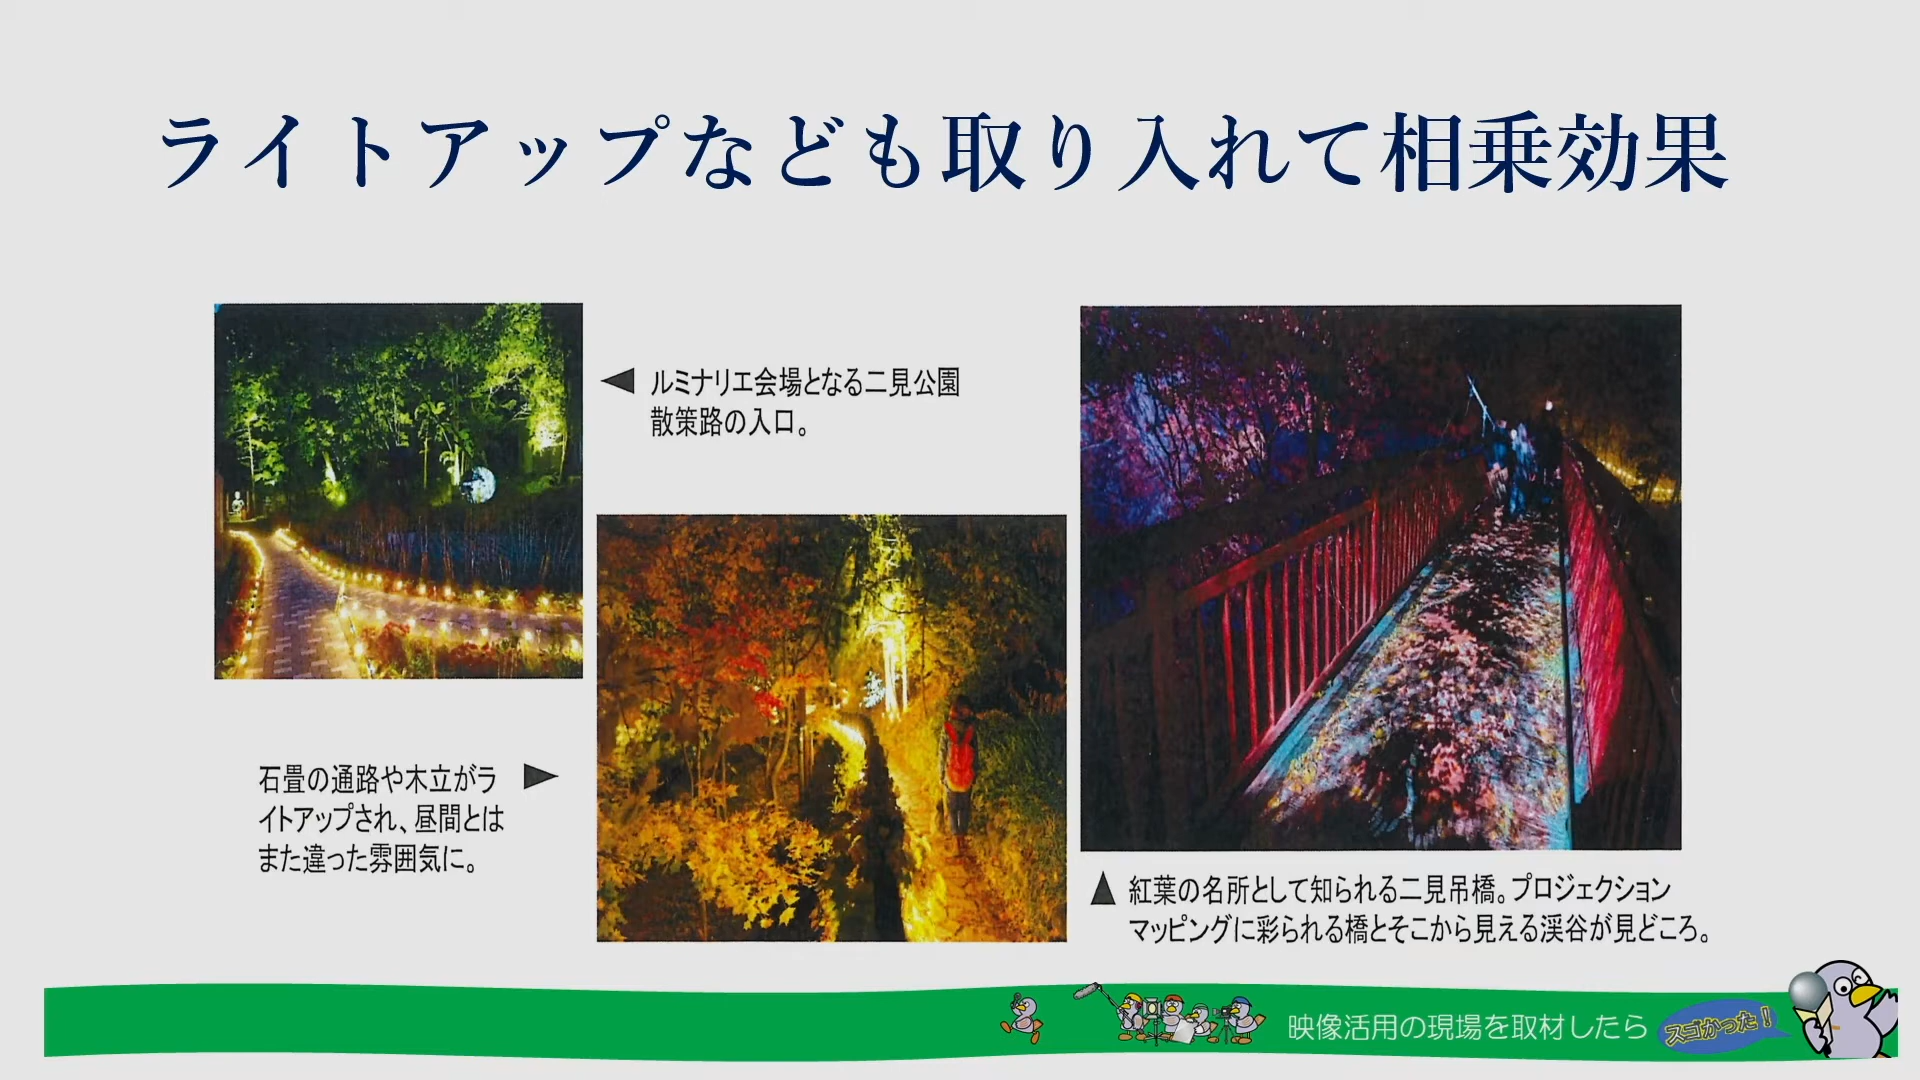 ライトアップなども取り入れて相乗効果
◀ ルミナリエ会場となる二見公園
散策路の入口。
石畳の通路や木立がラ ▶
イトアップされ、昼間とは
また違った雰囲気に。
▲ 紅葉の名所として知られる二見吊橋。プロジェクション
マッピングに彩られる橋とそこから見える渓谷が見どころ。
映像活用の現場を取材したら スゴかった！